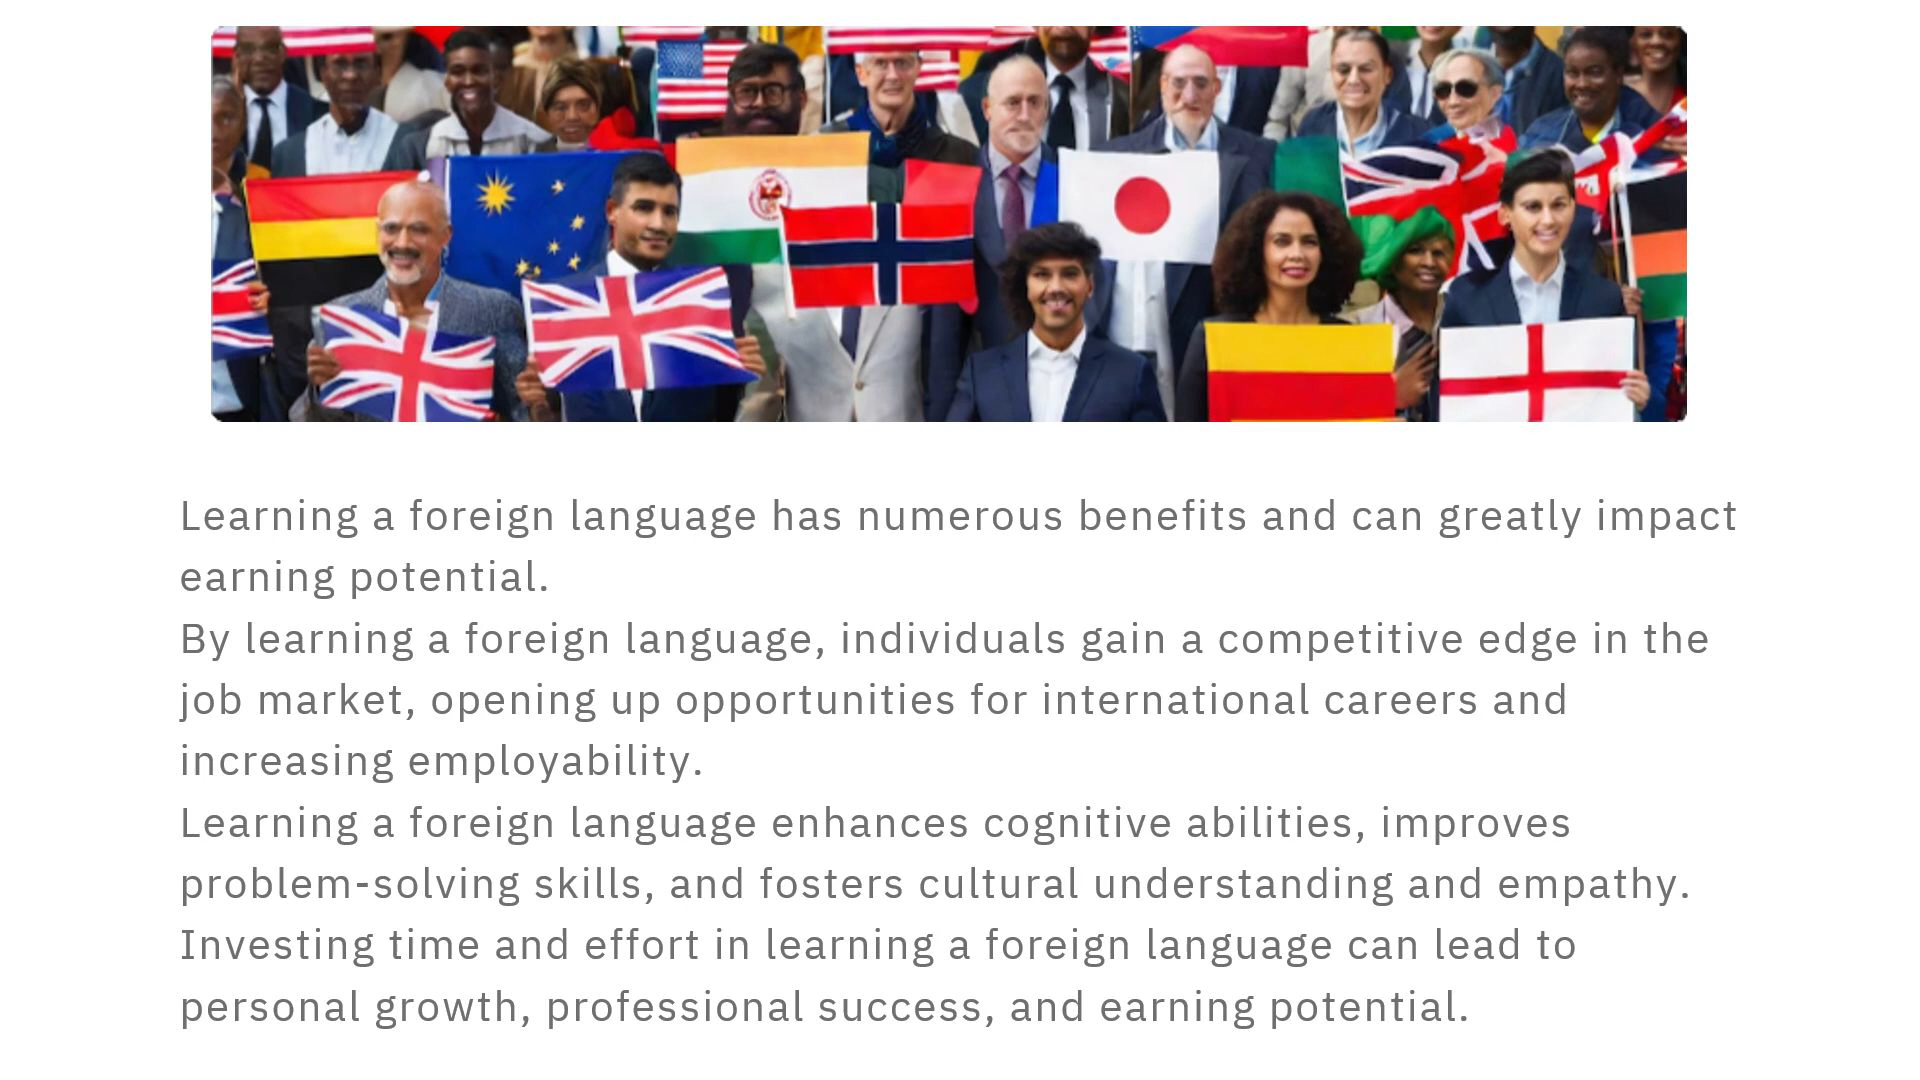 Learning a foreign language has numerous benefits and can greatly impact
earning potential.
By learning a foreign language, individuals gain a competitive edge in the
job market, opening up opportunities for international careers and
increasing employability.
Learning a foreign language enhances cognitive abilities, improves
problem-solving skills, and fosters cultural understanding and empathy.
Investing time and effort in learning a foreign language can lead to
personal growth, professional success, and earning potential.